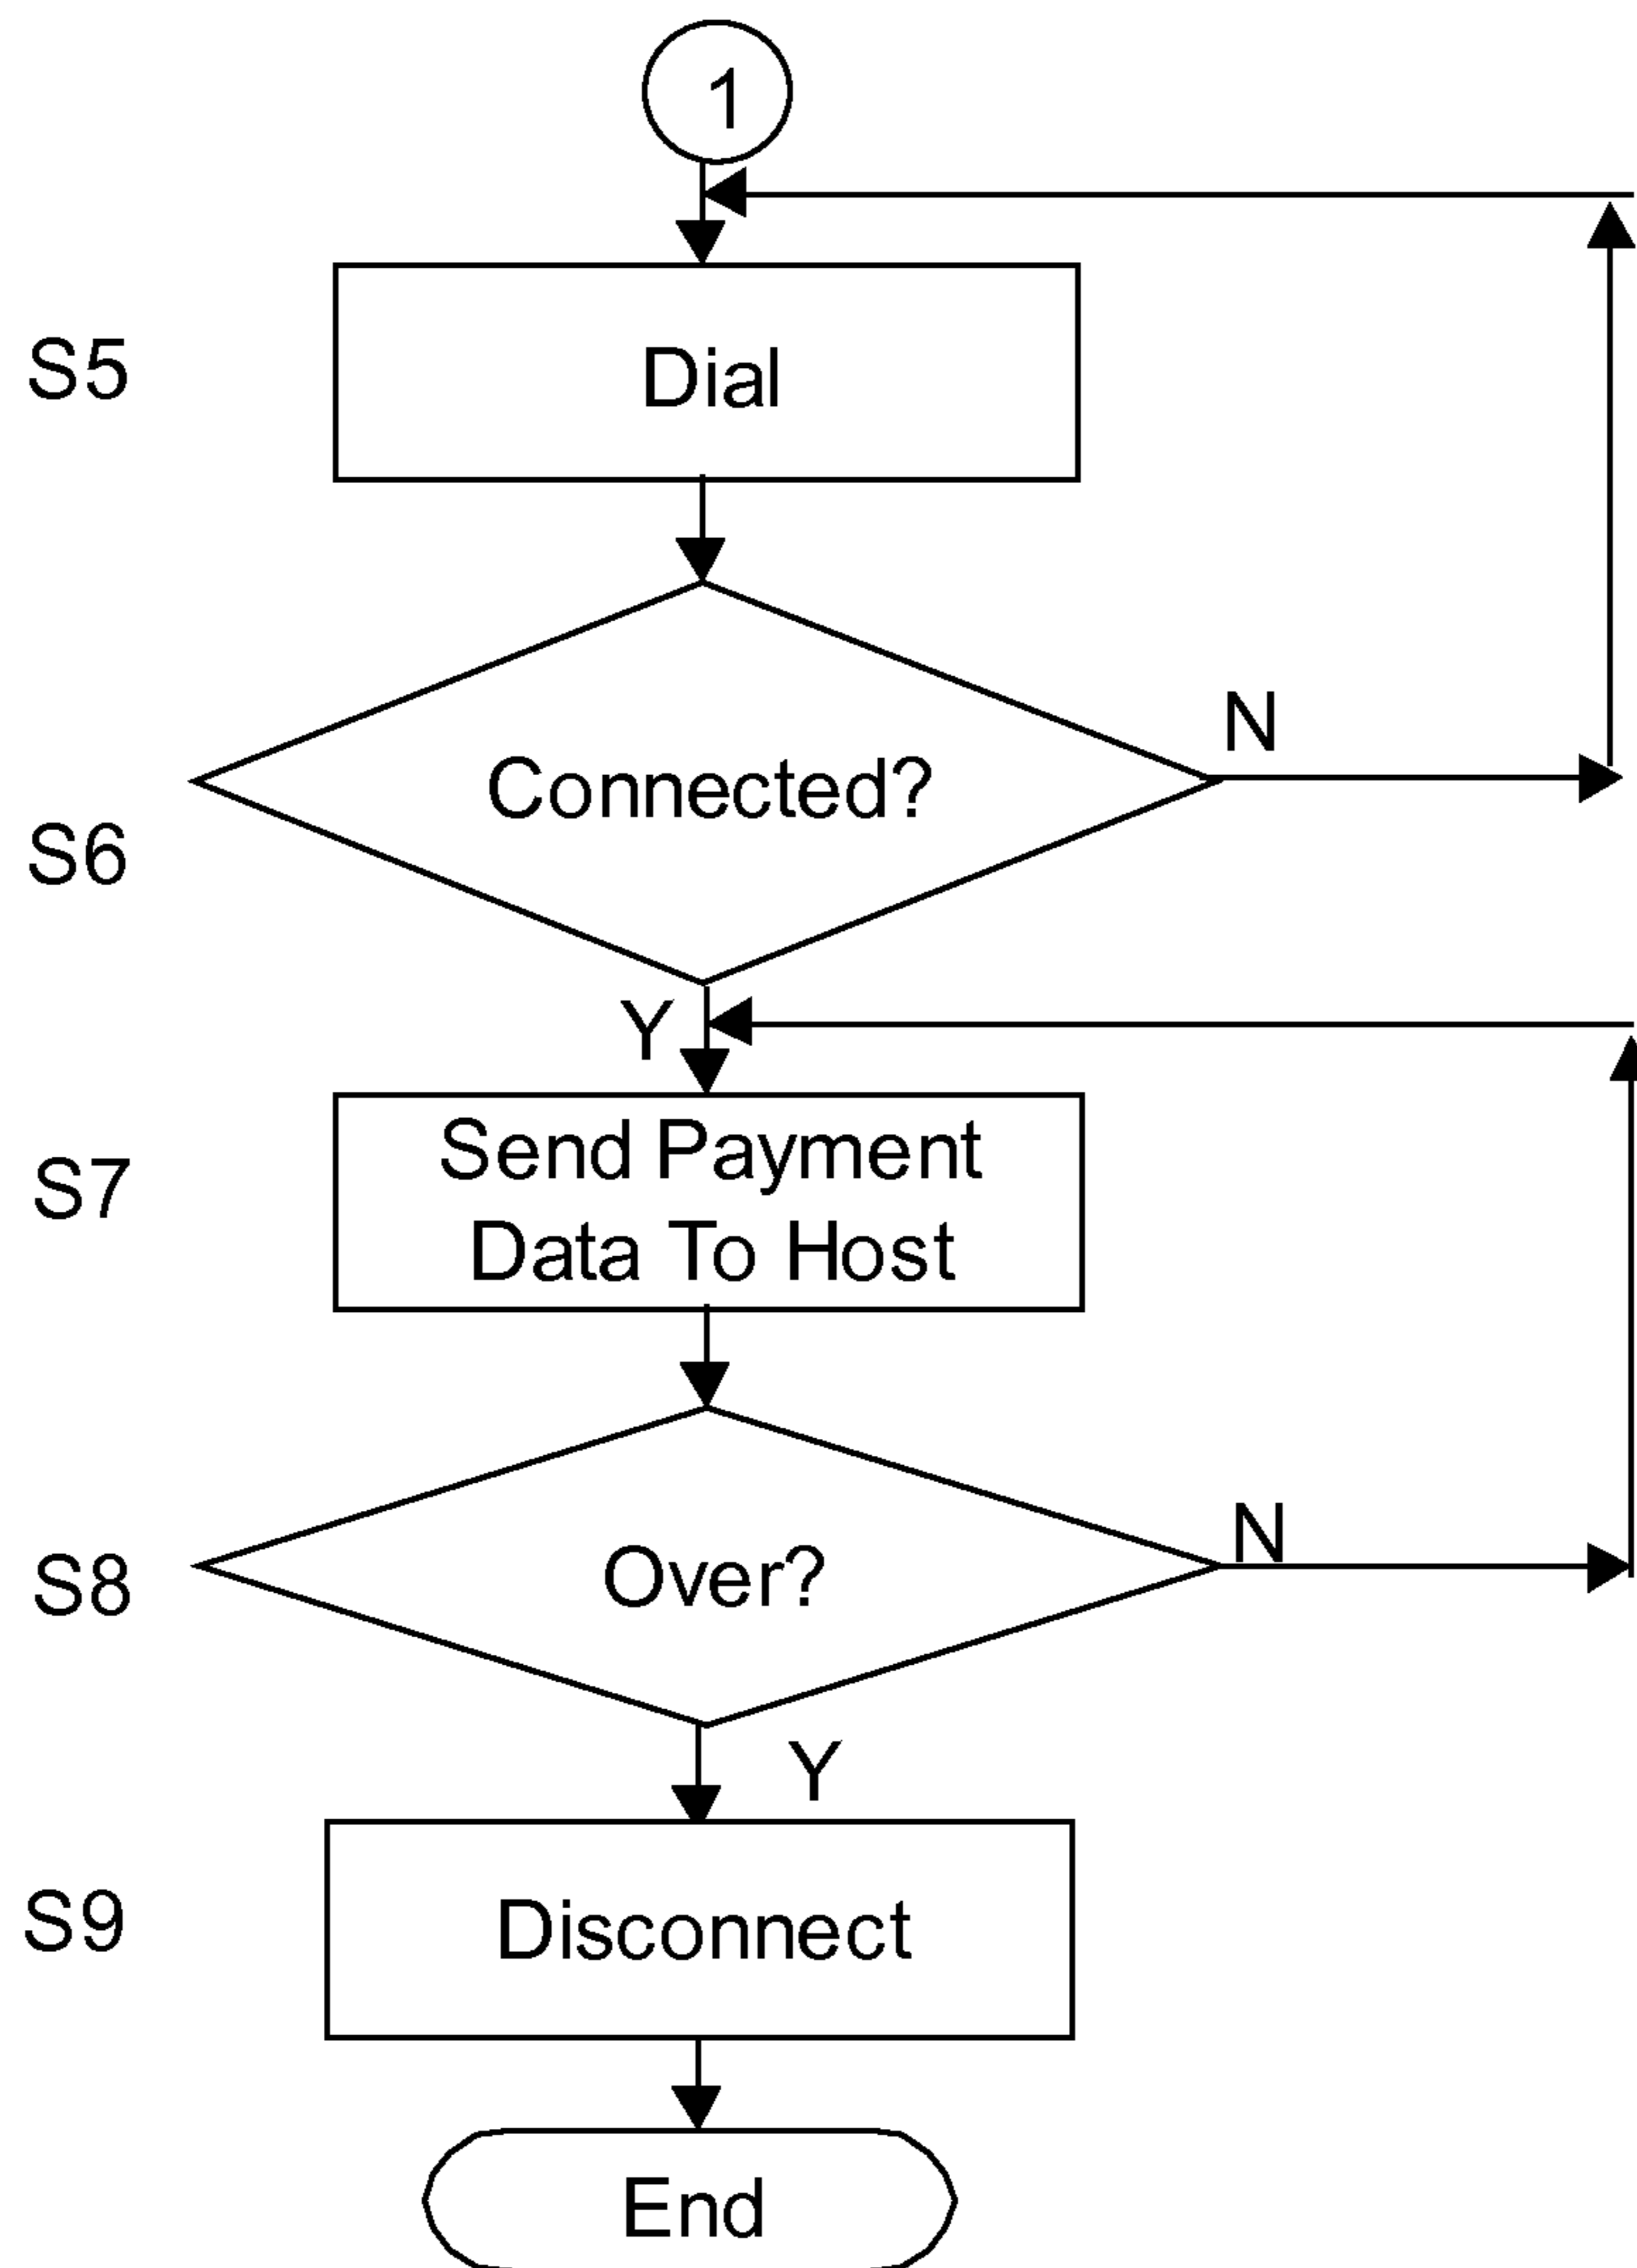 1
S5
Dial
N
Connected?
S6
Y
Send Payment
Data To Host
S7
N
Over?
S8
Y
Disconnect
S9
End